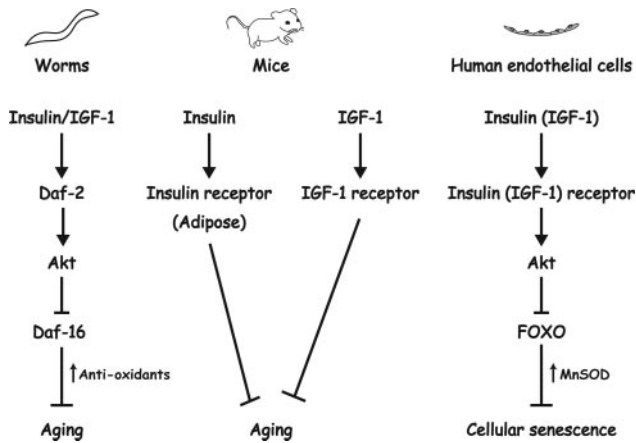 Worms
Mice
Human endothelial cells
Insulin/IGF-1
Insulin
IGF-1
Insulin (IGF-1)
Daf-2
Insulin receptor
(Adipose)
IGF-1 receptor
Insulin (IGF-1) receptor
Akt
Akt
Daf-16
FOXO
↑Anti-oxidants
↑MnSOD
Aging
Aging
Cellular senescence